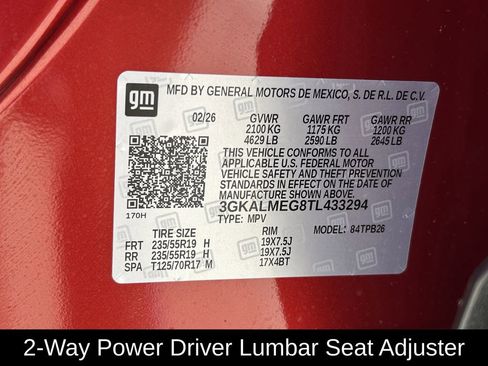 gm
MFD BY GENERAL MOTORS DE MEXICO, S. DE R.L. DE C.V.
02/26 GVWR GAWR FRT GAWR RR
2100 KG 1175 KG 1200 KG
4629 LB 2590 LB 2645 LB
THIS VEHICLE CONFORMS TO ALL
APPLICABLE U.S. FEDERAL MOTOR
VEHICLE SAFETY STANDARDS IN
EFFECT ON THE DATE OF
MANUFACTURE SHOWN ABOVE.
3GKALMEG8TL433294
170H TYPE: MPV MODEL: 84TPB26
TIRE SIZE RIM
FRT 235/55R19 H 19X7.5J
RR 235/55R19 H 19X7.5J
SPA T125/70R17 M 17X4BT
2-Way Power Driver Lumbar Seat Adjuster